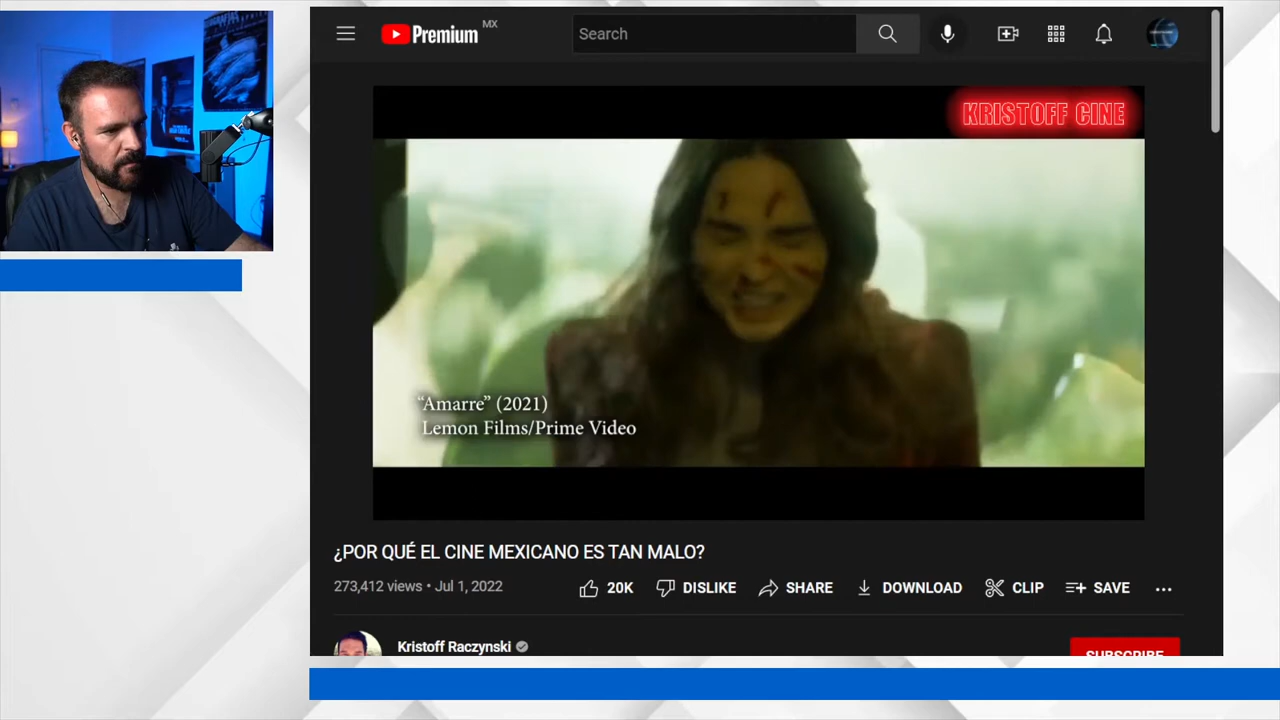 Premium MX
Search
KRISTOFF CINE
“Amarre” (2021)
Lemon Films/Prime Video
¿POR QUÉ EL CINE MEXICANO ES TAN MALO?
273,412 views • Jul 1, 2022
20K
DISLIKE
SHARE
DOWNLOAD
CLIP
SAVE
Kristoff Raczynski
SUBSCRIBE